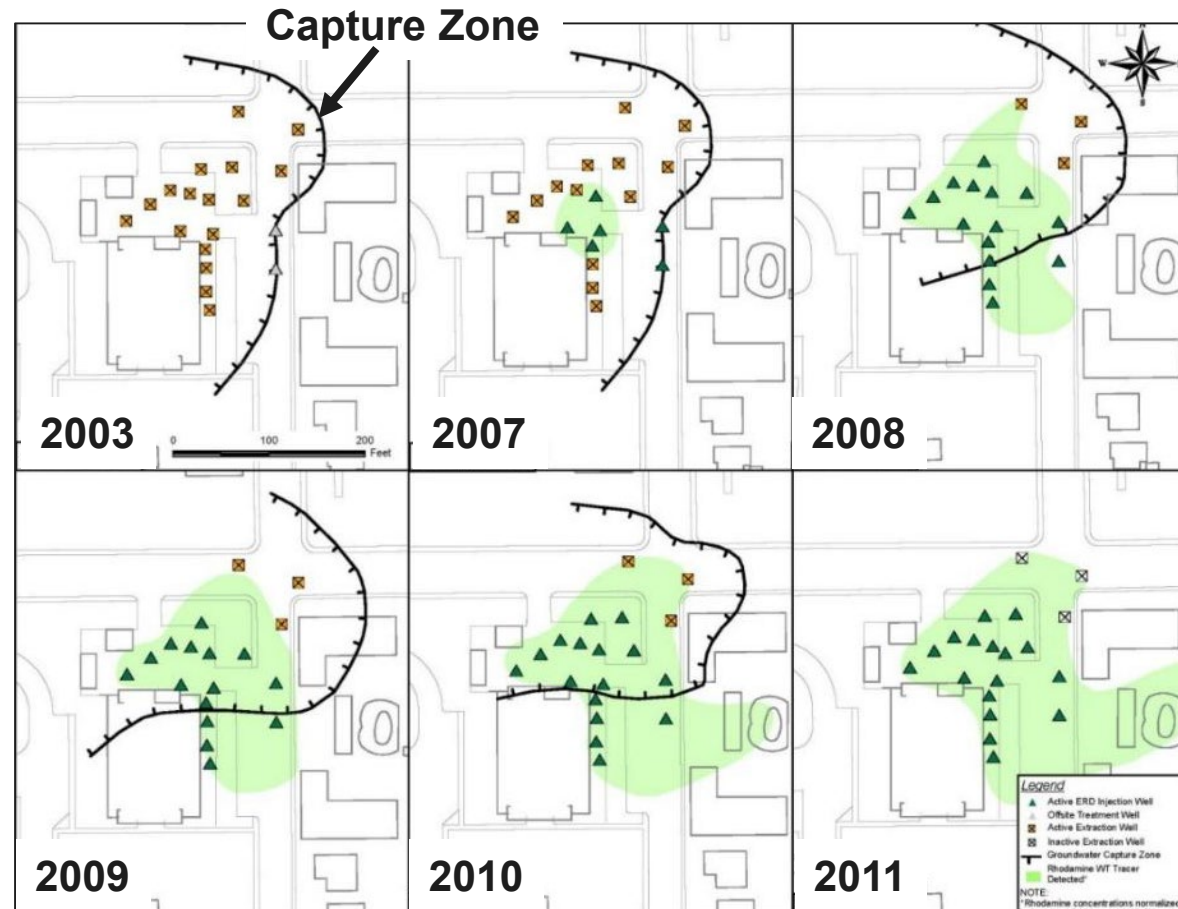 Capture Zone
N
W
S
2003
0 100 200
Feet
2007
2008
2009
2010
2011
Legend
Active ERD Injection Well
Offsite Treatment Well
Active Extraction Well
Inactive Extraction Well
Groundwater Capture Zone
Rhodamine WT Tracer
Detected*
NOTE:
*Rhodamine concentrations normalized